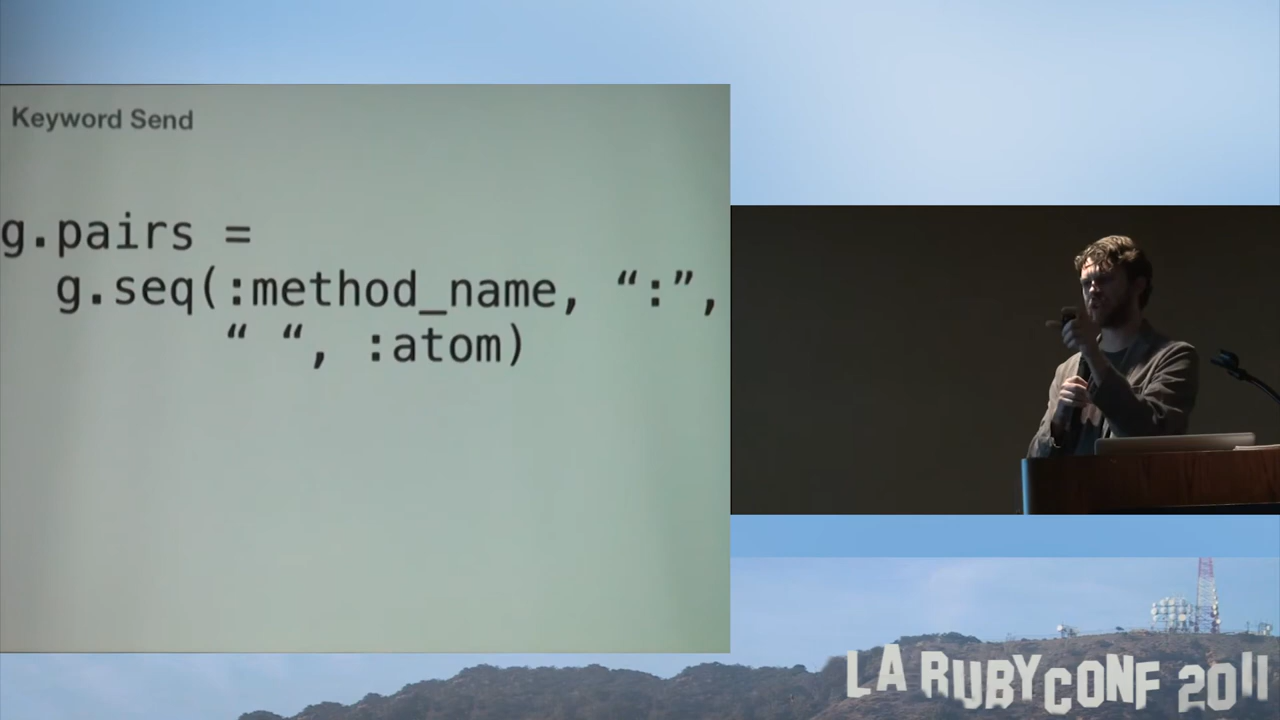 Keyword Send
g.pairs =
g.seq(:method_name, “:”,
“ “, :atom)
LA RUBYCONF 2011